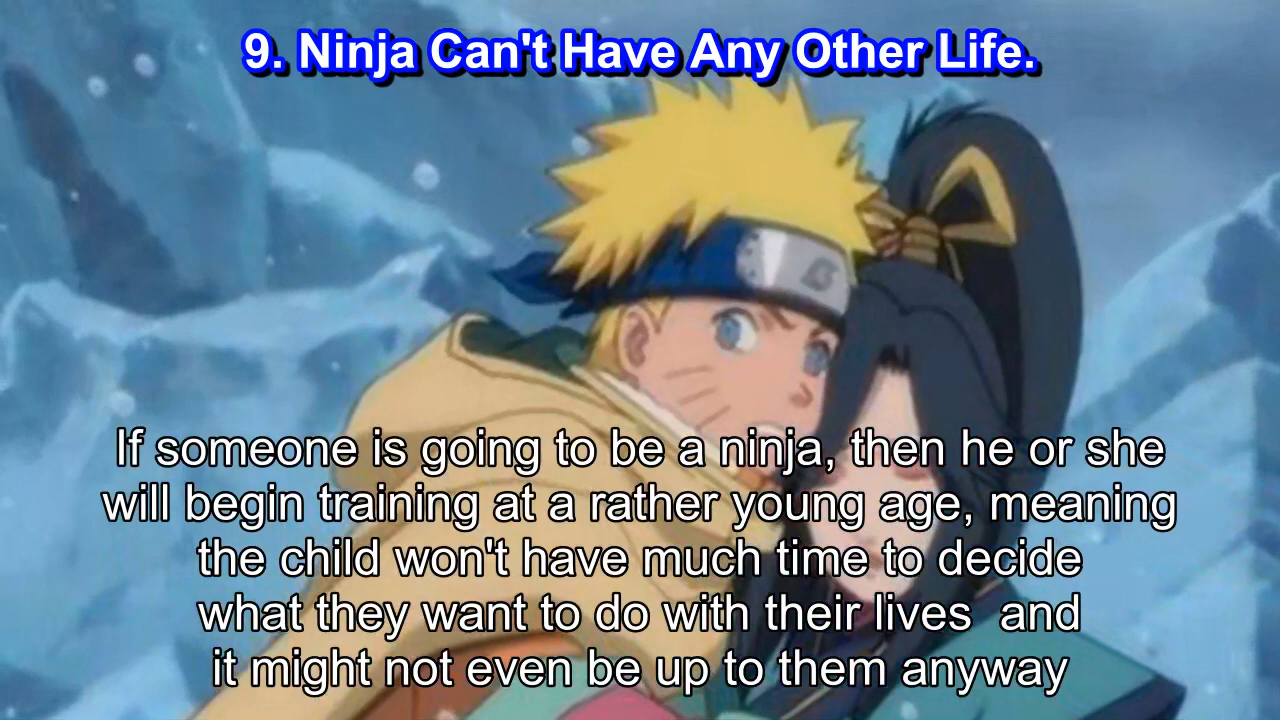 9. Ninja Can't Have Any Other Life.
If someone is going to be a ninja, then he or she
will begin training at a rather young age, meaning
the child won't have much time to decide
what they want to do with their lives  and
it might not even be up to them anyway